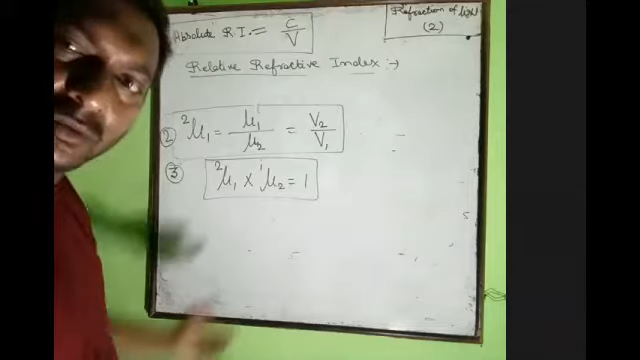 Absolute R.I. = C/V
Refraction of light
(2)
Relative Refractive Index :→
② ²μ₁ = μ₁/μ₂ = V₂/V₁
③ ²μ₁ × ¹μ₂ = 1